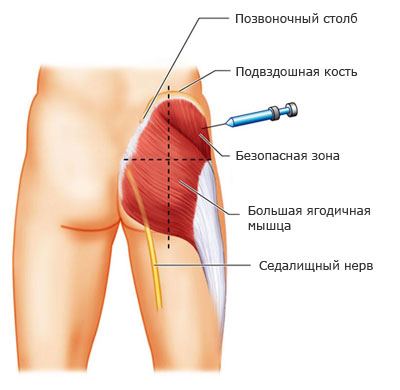 Позвоночный столб
Подвздошная кость
Безопасная зона
Большая ягодичная
мышца
Седалищный нерв